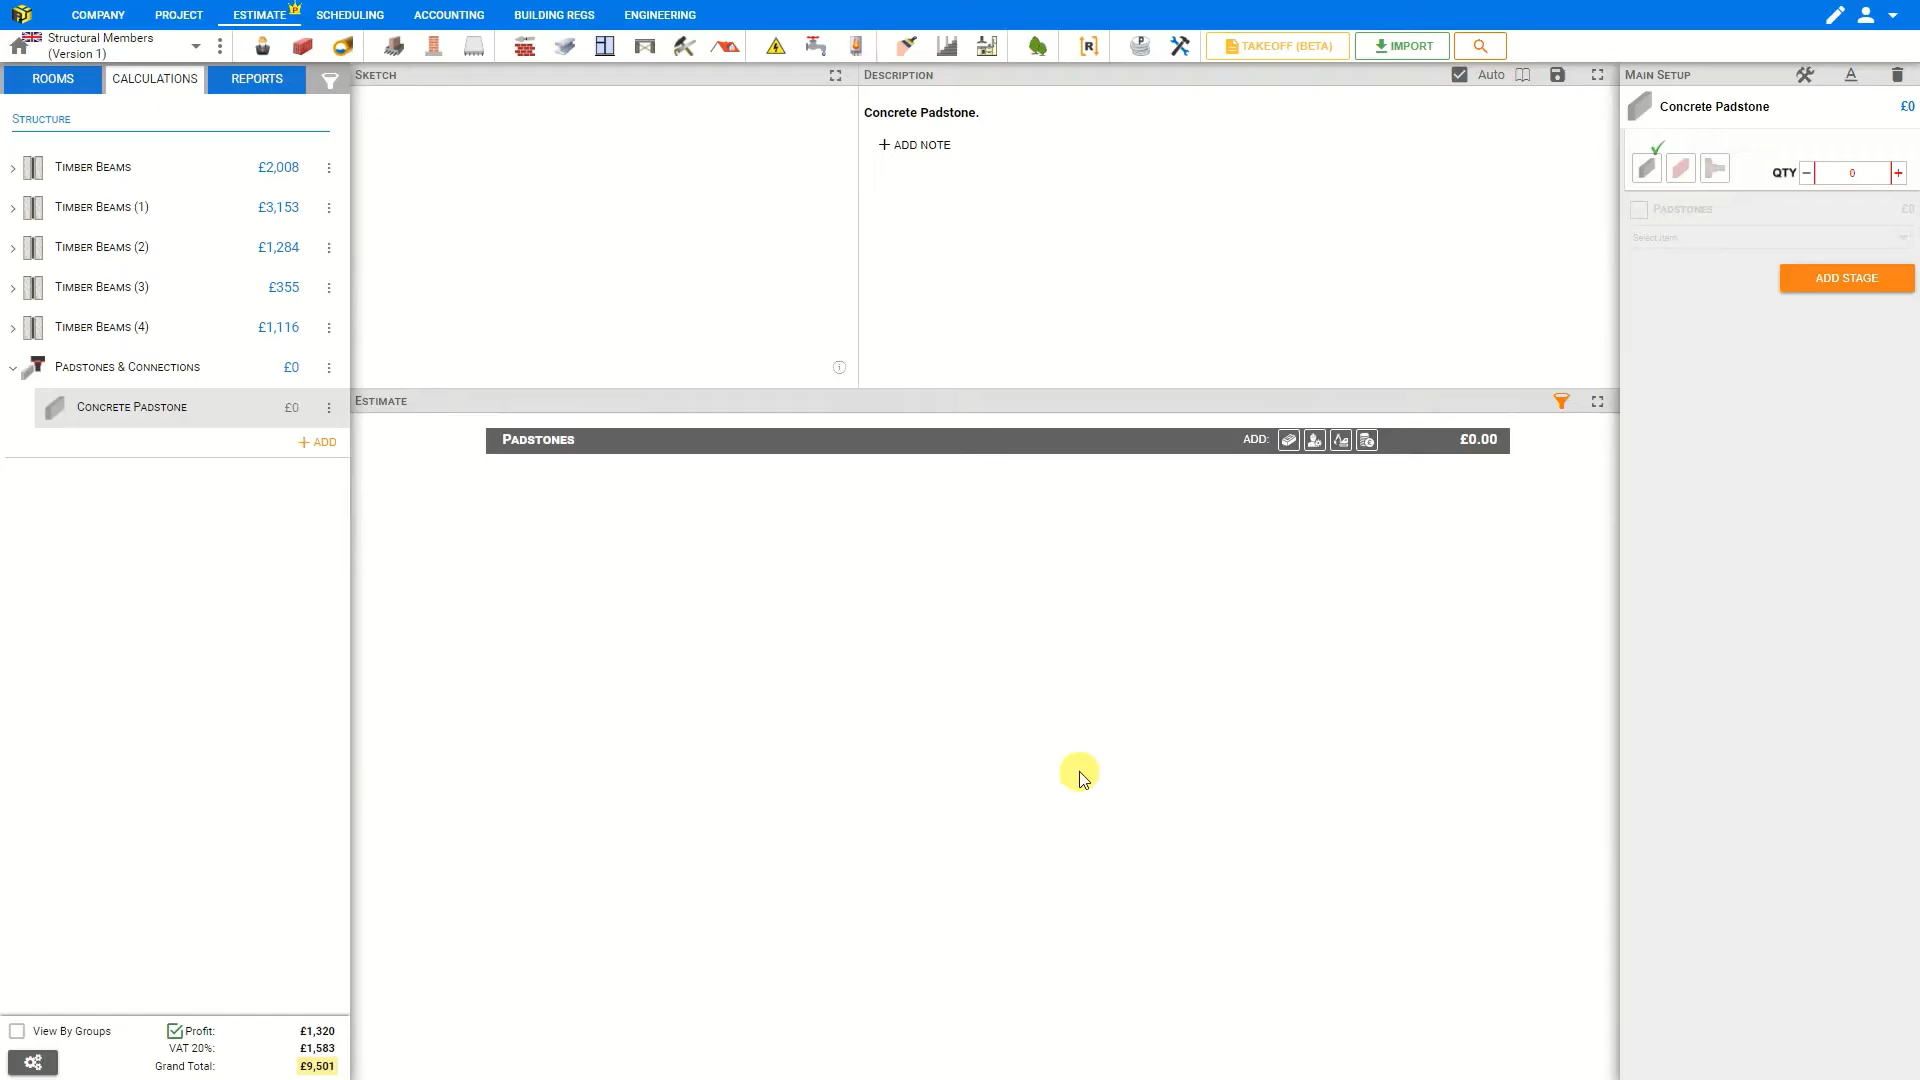 COMPANY PROJECT ESTIMATE SCHEDULING ACCOUNTING BUILDING REGS ENGINEERING
Structural Members
(Version 1)
TAKEOFF (BETA) IMPORT
ROOMS CALCULATIONS REPORTS
SKETCH
DESCRIPTION
Auto
MAIN SETUP
STRUCTURE
TIMBER BEAMS £2,008
TIMBER BEAMS (1) £3,153
TIMBER BEAMS (2) £1,284
TIMBER BEAMS (3) £355
TIMBER BEAMS (4) £1,116
PADSTONES & CONNECTIONS £0
CONCRETE PADSTONE £0
+ ADD
Concrete Padstone.
+ ADD NOTE
Concrete Padstone £0
QTY − 0 +
PADSTONES £0
Select Item
ADD STAGE
ESTIMATE
PADSTONES ADD: £0.00
View By Groups
Profit: £1,320
VAT 20%: £1,583
Grand Total: £9,501